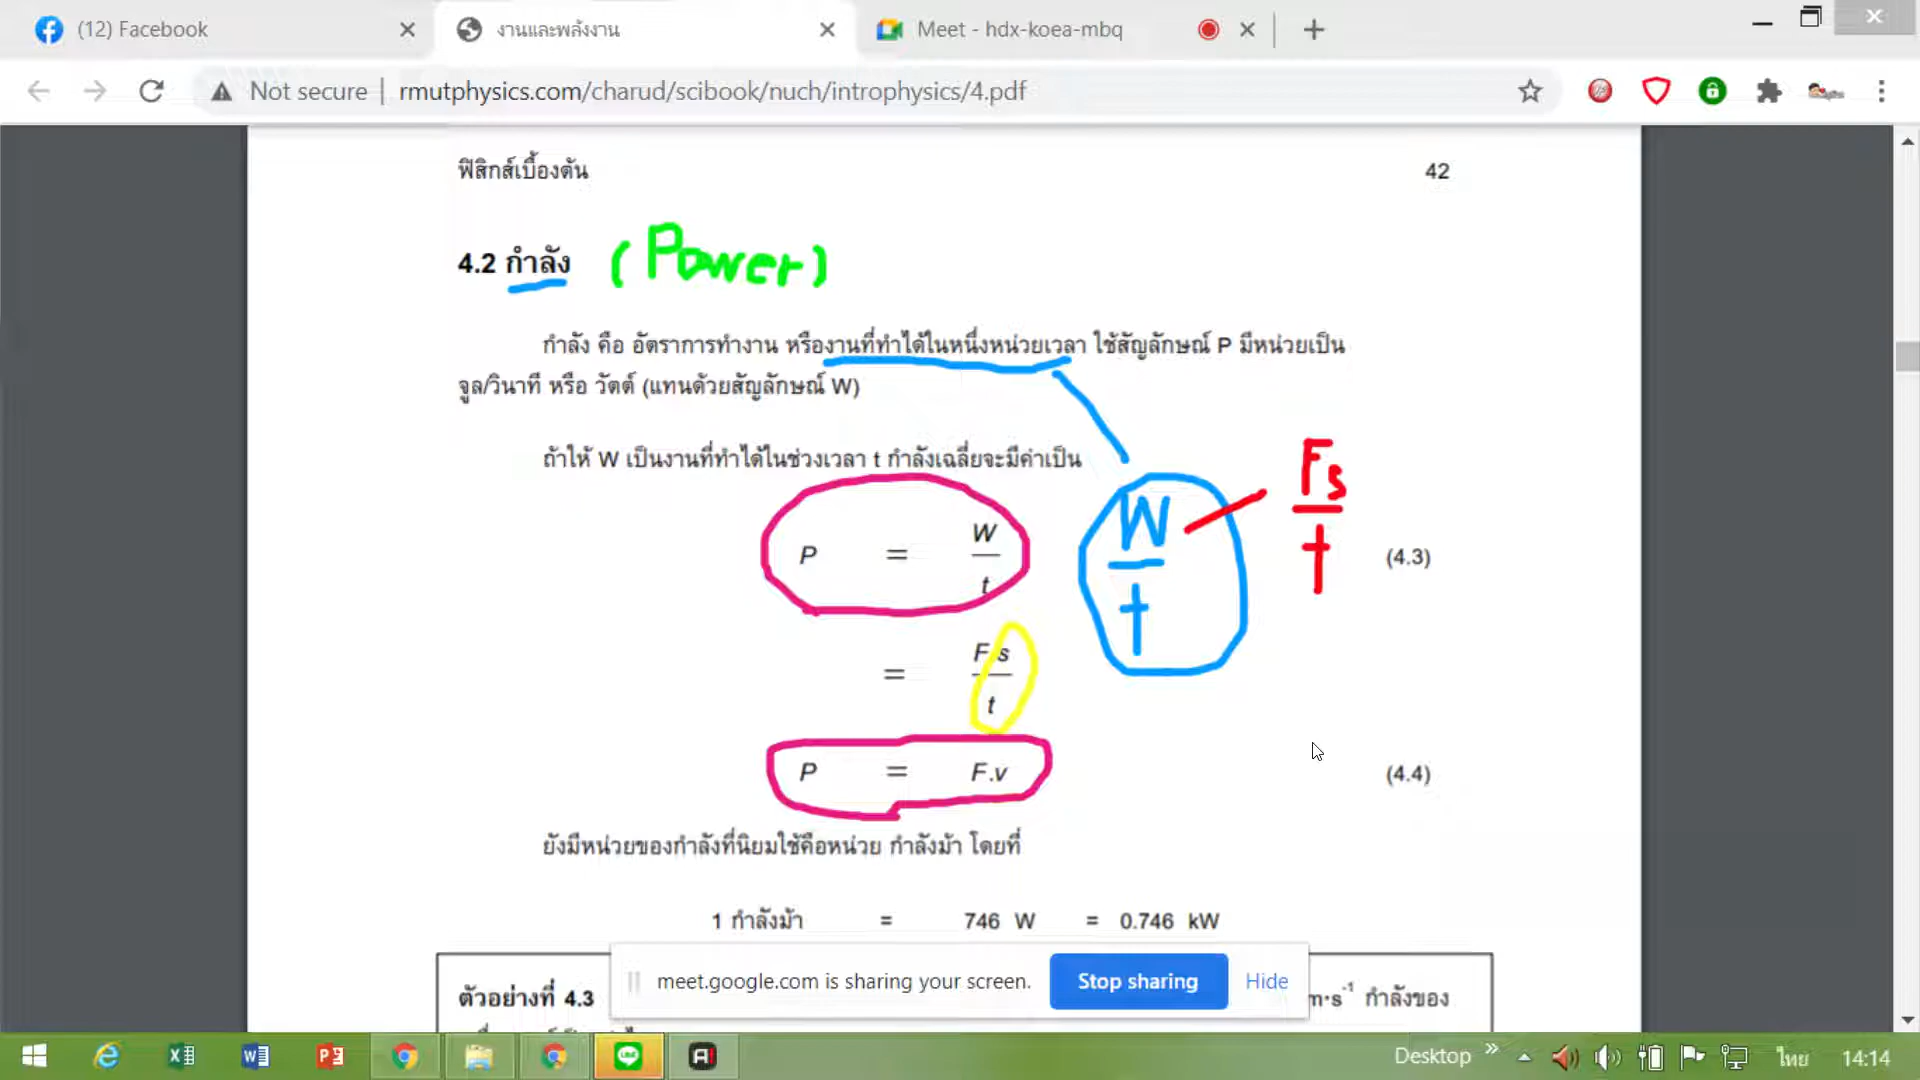 (12) Facebook
งานและพลังงาน
Meet - hdx-koea-mbq
Not secure
rmutphysics.com/charud/scibook/nuch/introphysics/4.pdf
ฟิสิกส์เบื้องต้น
42
4.2 กำลัง
(Power)
กำลัง คือ อัตราการทำงาน หรืองานที่ทำได้ในหนึ่งหน่วยเวลา ใช้สัญลักษณ์ P มีหน่วยเป็น
จูล/วินาที หรือ วัตต์ (แทนด้วยสัญลักษณ์ W)
ถ้าให้ W เป็นงานที่ทำได้ในช่วงเวลา t กำลังเฉลี่ยจะมีค่าเป็น
P = W/t
W/t
Fs/t
(4.3)
= F.s/t
P = F.v
(4.4)
ยังมีหน่วยของกำลังที่นิยมใช้คือหน่วย กำลังม้า โดยที่
1 กำลังม้า = 746 W = 0.746 kW
ตัวอย่างที่ 4.3
m·s⁻¹ กำลังของ
meet.google.com is sharing your screen.
Stop sharing
Hide
Desktop
ไทย
14:14